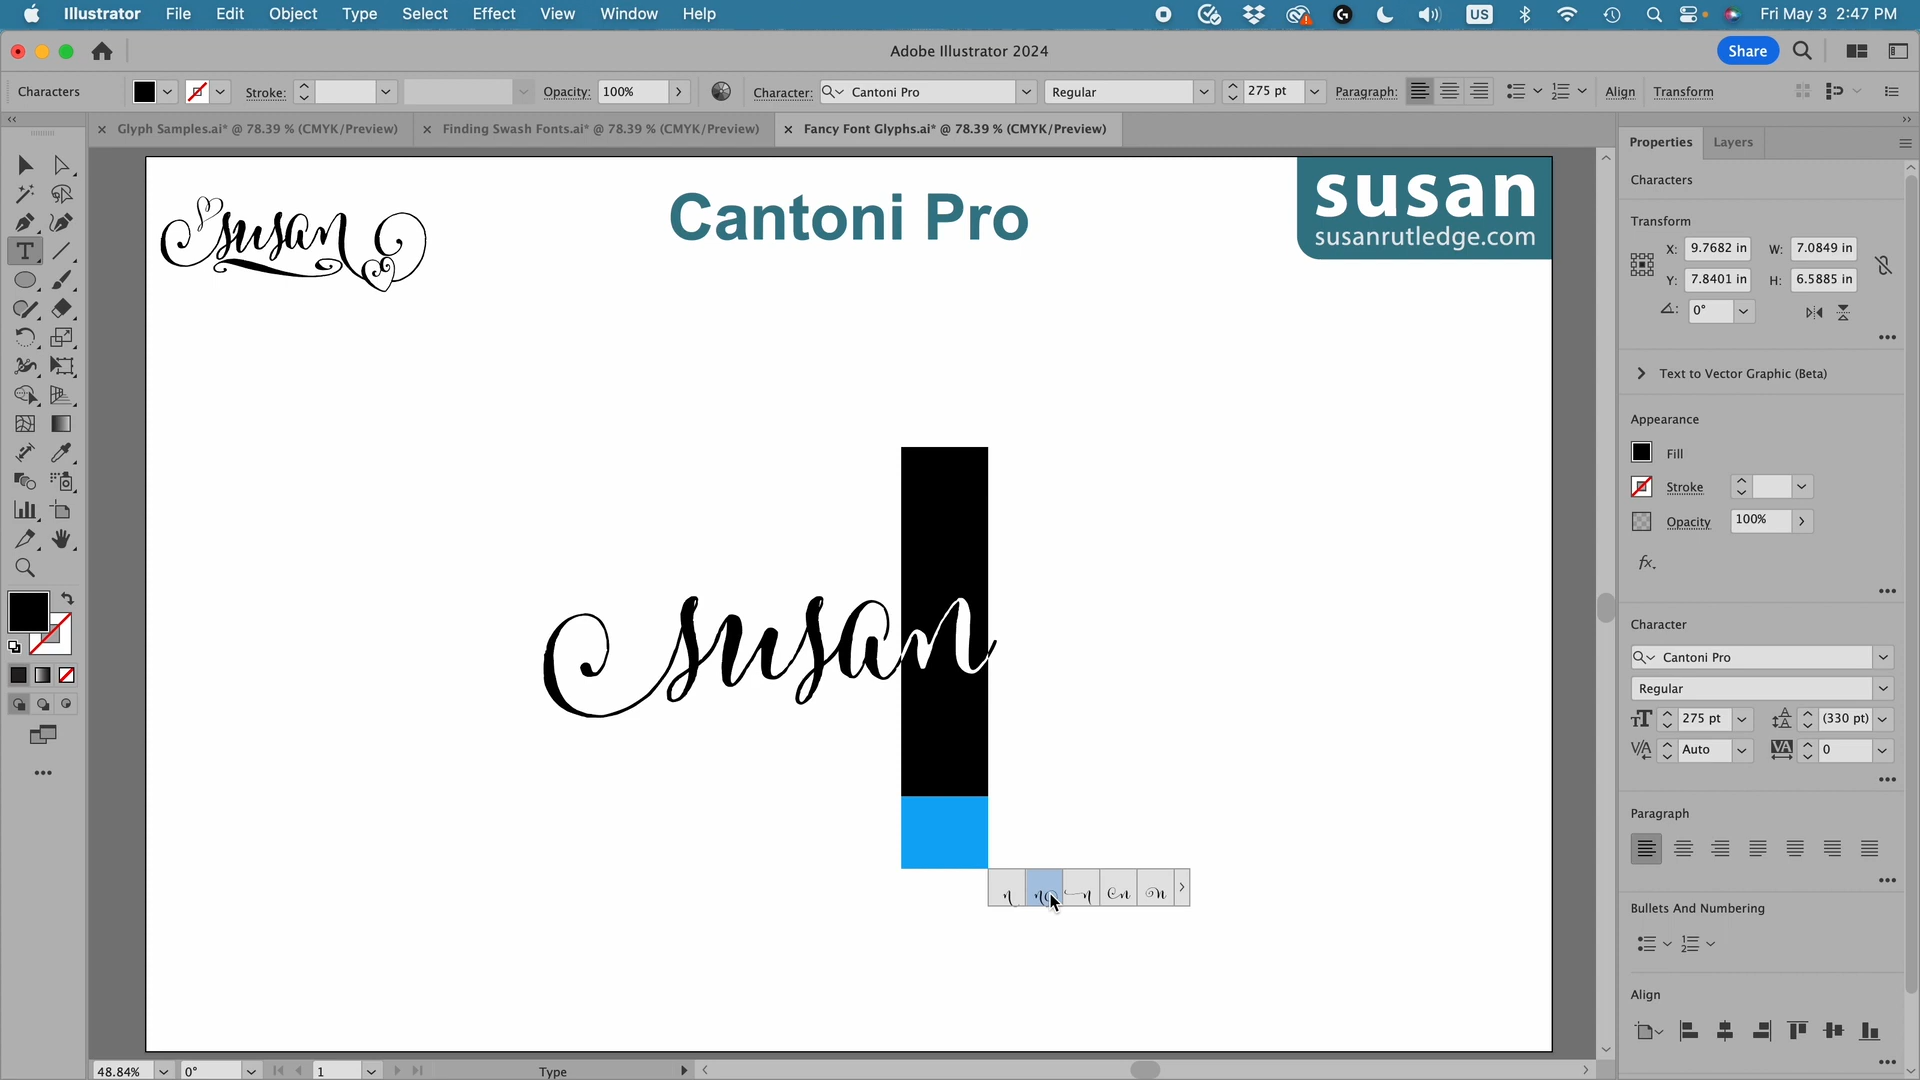 Illustrator File Edit Object Type Select Effect View Window Help US Fri May 3 2:47 PM
Adobe Illustrator 2024 Share
Characters Stroke: Opacity: 100% Character: Cantoni Pro Regular 275 pt Paragraph: Align Transform
Glyph Samples.ai* @ 78.39 % (CMYK/Preview) Finding Swash Fonts.ai* @ 78.39 % (CMYK/Preview) Fancy Font Glyphs.ai* @ 78.39 % (CMYK/Preview)
susan
Cantoni Pro
susan
susanrutledge.com
susan
n n n n n
48.84% 0° 1 Type
Properties Layers
Characters
Transform
X: 9.7682 in W: 7.0849 in
Y: 7.8401 in H: 6.5885 in
0°
Text to Vector Graphic (Beta)
Appearance
Fill
Stroke
Opacity 100%
fx
Character
Cantoni Pro
Regular
275 pt (330 pt)
Auto 0
Paragraph
Bullets And Numbering
Align